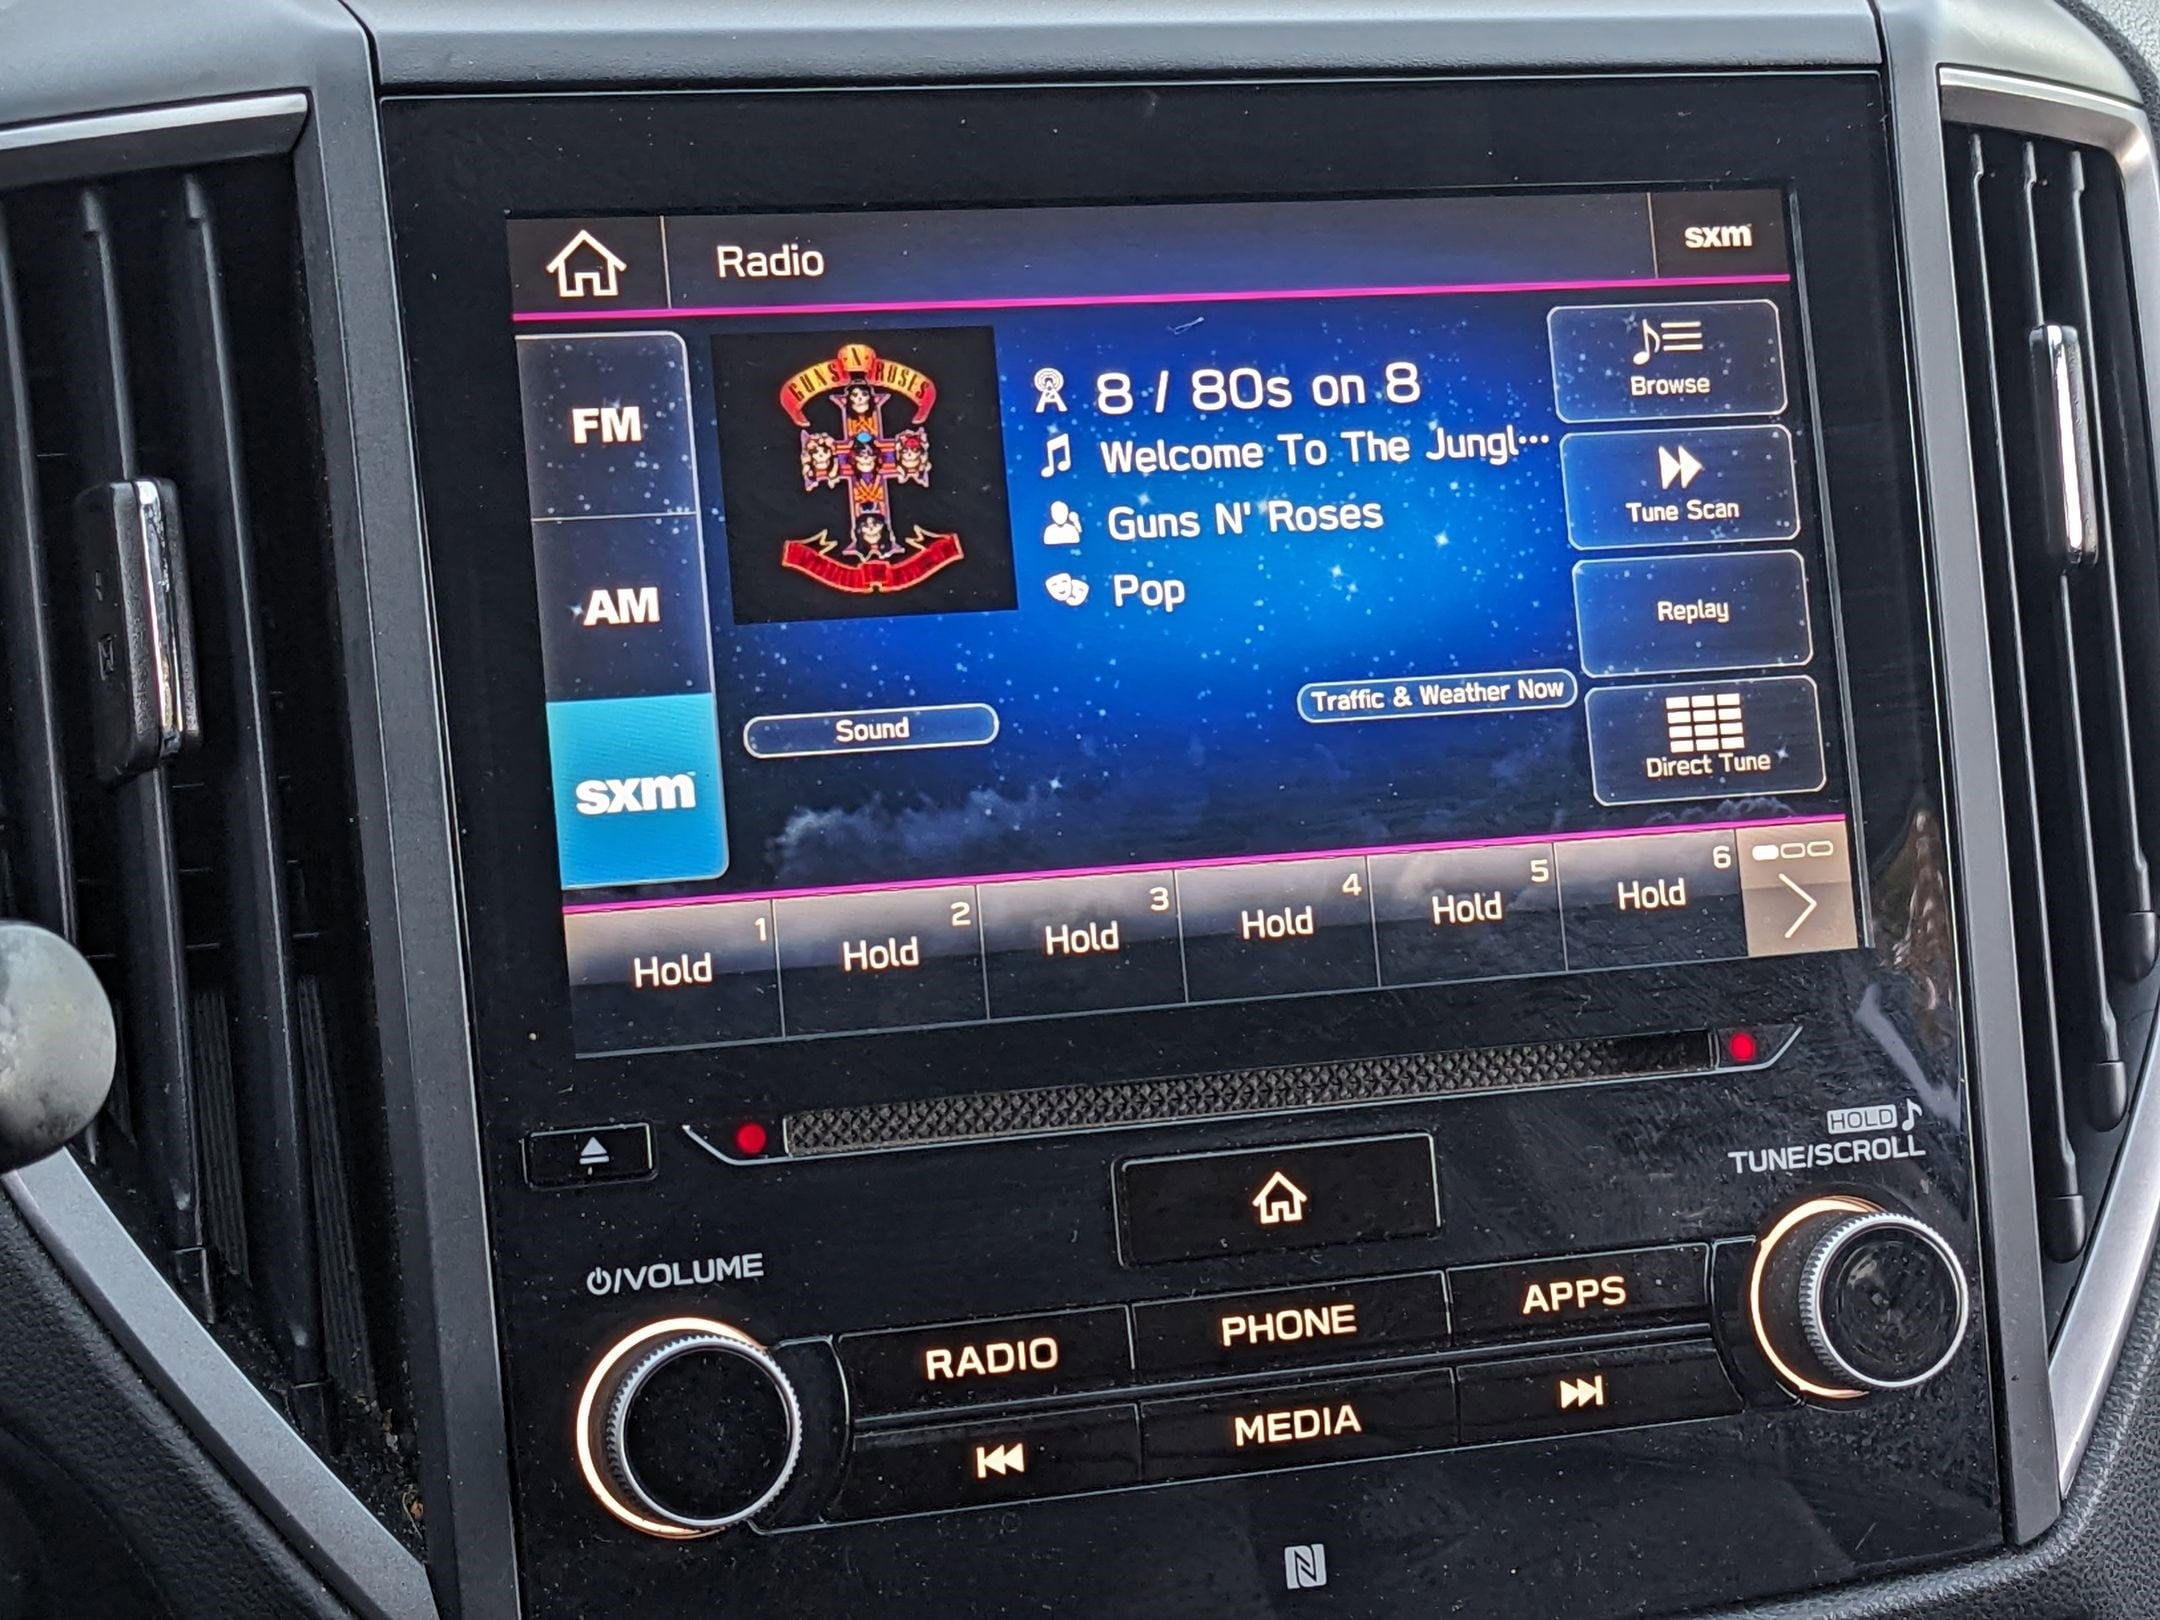 Radio
sxm
FM
AM
sxm
GUNS N ROSES
8 / 80s on 8
Welcome To The Jungl...
Guns N' Roses
Pop
Browse
Tune Scan
Replay
Direct Tune
Sound
Traffic & Weather Now
1
Hold
2
Hold
3
Hold
4
Hold
5
Hold
6
Hold
HOLD
TUNE/SCROLL
/VOLUME
RADIO
PHONE
APPS
MEDIA
N